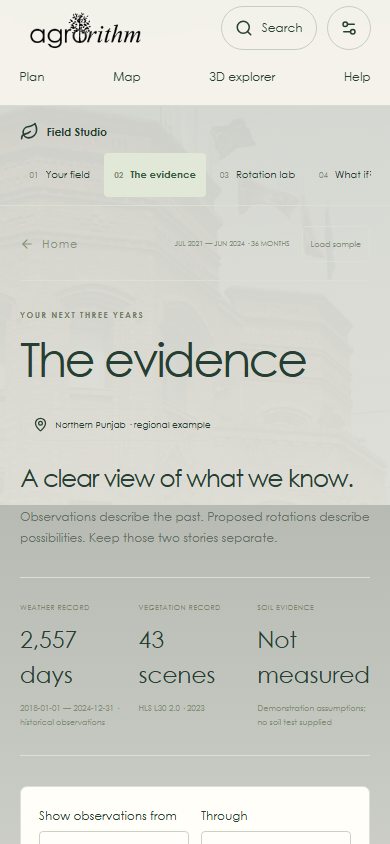 agrorithm
Search
Plan
Map
3D explorer
Help
Field Studio
01 Your field
02 The evidence
03 Rotation lab
04 What if?
Home
JUL 2021 — JUN 2024 · 36 MONTHS
Load sample
YOUR NEXT THREE YEARS
The evidence
Northern Punjab · regional example
A clear view of what we know.
Observations describe the past. Proposed rotations describe
possibilities. Keep those two stories separate.
WEATHER RECORD
2,557
days
2018-01-01 — 2024-12-31 ·
historical observations
VEGETATION RECORD
43
scenes
HLS L30 2.0 · 2023
SOIL EVIDENCE
Not
measured
Demonstration assumptions;
no soil test supplied
Show observations from
Through